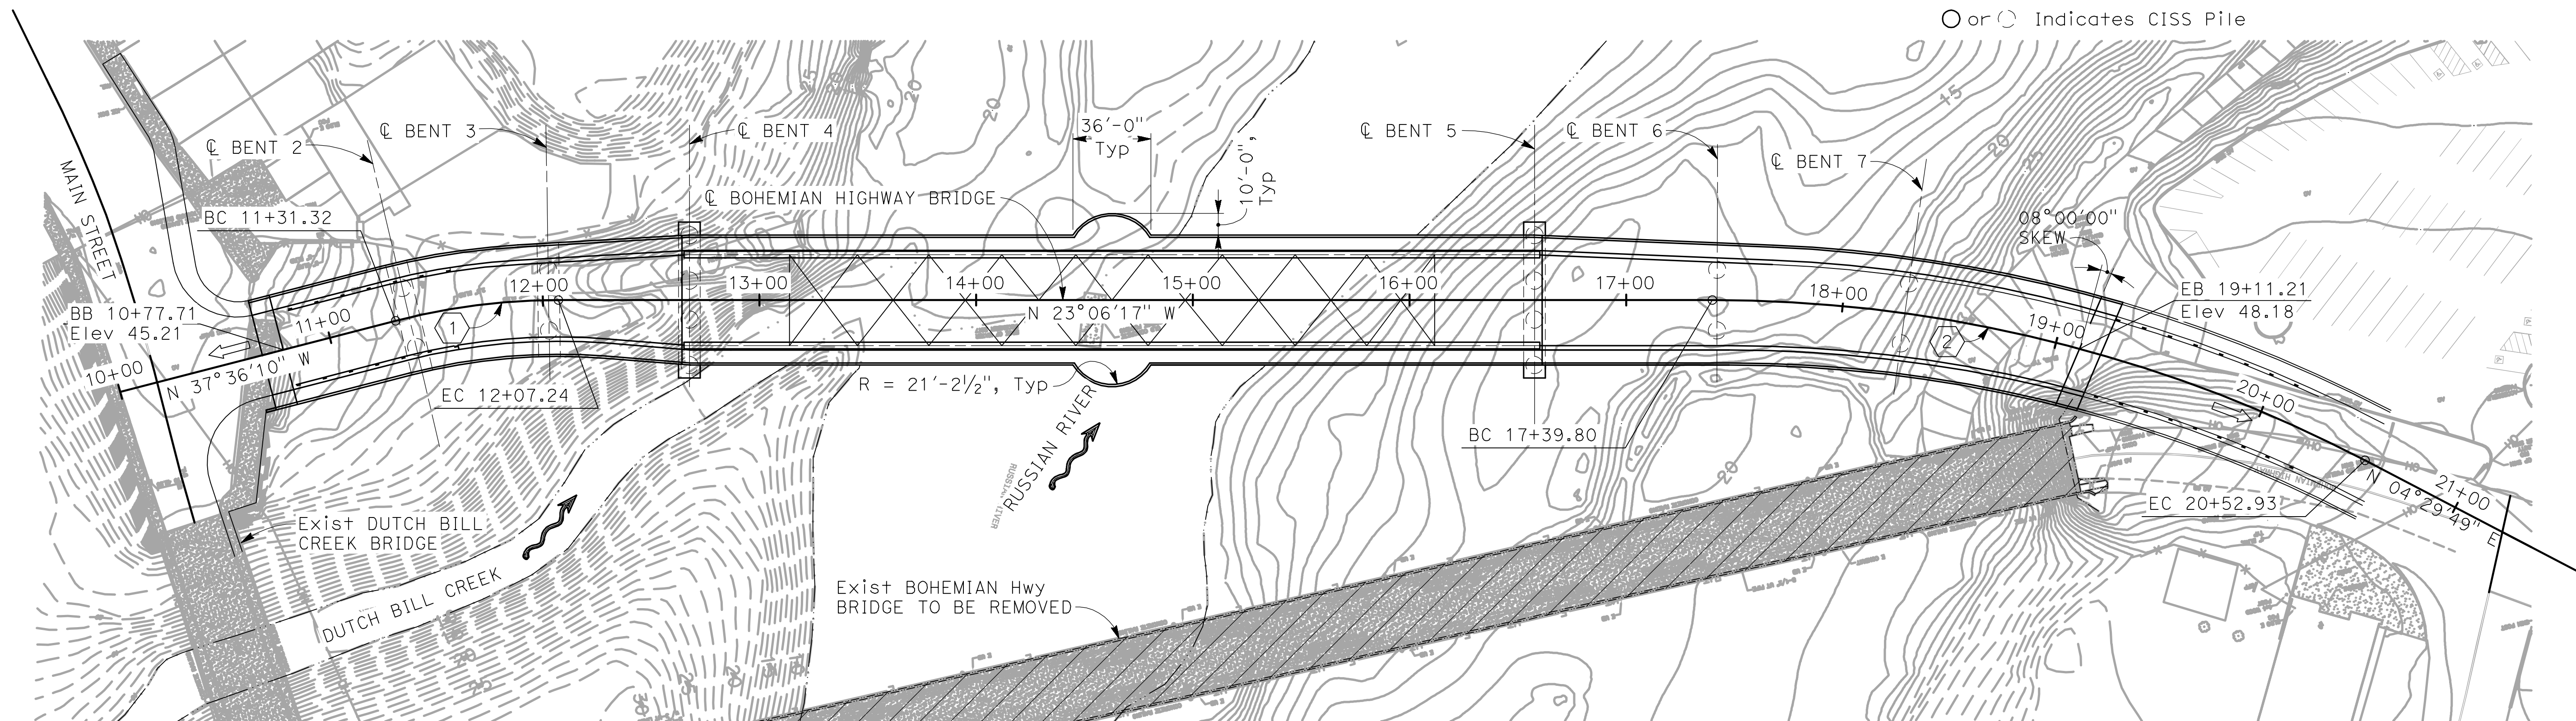 or Indicates CISS Pile
℄ BENT 2
℄ BENT 3
℄ BENT 4
36'-0"
Typ
10'-0",
Typ
℄ BENT 5
℄ BENT 6
℄ BENT 7
15
20
25
20
20
MAIN STREET
℄ BOHEMIAN HIGHWAY BRIDGE
BC 11+31.32
08°00'00"
SKEW
BB 10+77.71
Elev 45.21
EB 19+11.21
Elev 48.18
10+00
11+00
12+00
13+00
14+00
15+00
16+00
17+00
18+00
19+00
20+00
21+00
1
2
N 37°36'10" W
N 23°06'17" W
N 04°29'49" E
EC 12+07.24
R = 21'-2½", Typ
BC 17+39.80
EC 20+52.93
RUSSIAN RIVER
RUSSIAN RIVER
20
Exist DUTCH BILL
CREEK BRIDGE
DUTCH BILL CREEK
Exist BOHEMIAN Hwy
BRIDGE TO BE REMOVED
25